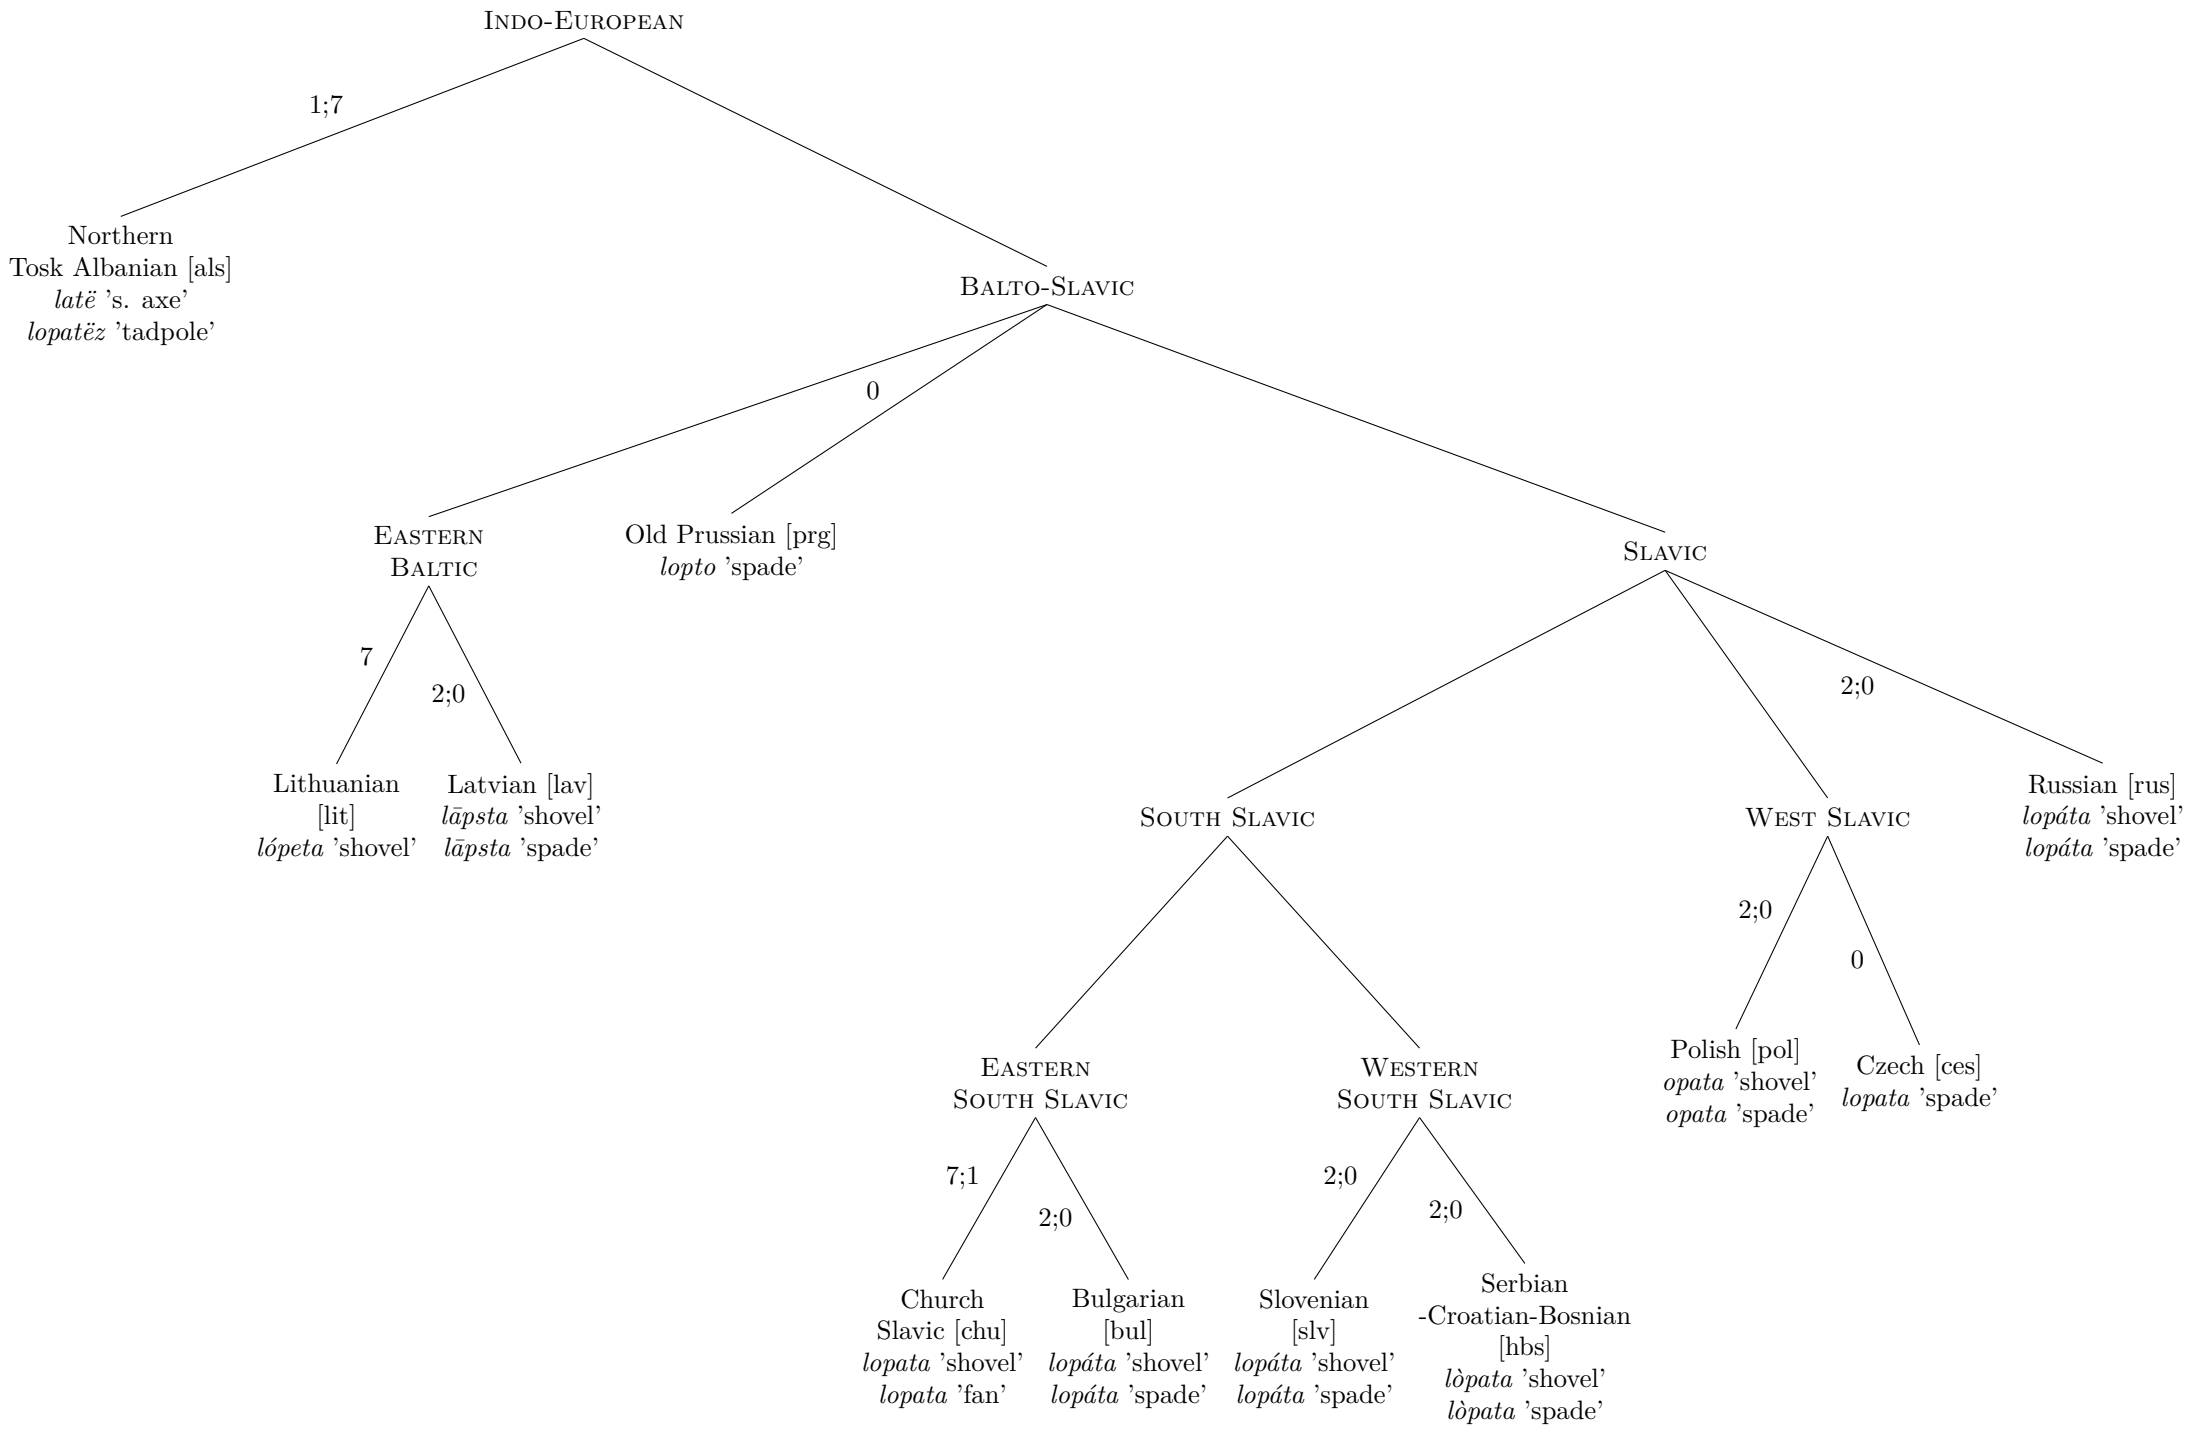 INDO-EUROPEAN
1;7
Northern
Tosk Albanian [als]
latë 's. axe'
lopatëz 'tadpole'
BALTO-SLAVIC
0
EASTERN
BALTIC
Old Prussian [prg]
lopto 'spade'
SLAVIC
7
2;0
2;0
Lithuanian
[lit]
lópeta 'shovel'
Latvian [lav]
lāpsta 'shovel'
lāpsta 'spade'
SOUTH SLAVIC
WEST SLAVIC
Russian [rus]
lopáta 'shovel'
lopáta 'spade'
2;0
0
EASTERN
SOUTH SLAVIC
WESTERN
SOUTH SLAVIC
Polish [pol]
opata 'shovel'
opata 'spade'
Czech [ces]
lopata 'spade'
7;1
2;0
2;0
2;0
Church
Slavic [chu]
lopata 'shovel'
lopata 'fan'
Bulgarian
[bul]
lopáta 'shovel'
lopáta 'spade'
Slovenian
[slv]
lopáta 'shovel'
lopáta 'spade'
Serbian
-Croatian-Bosnian
[hbs]
lòpata 'shovel'
lòpata 'spade'